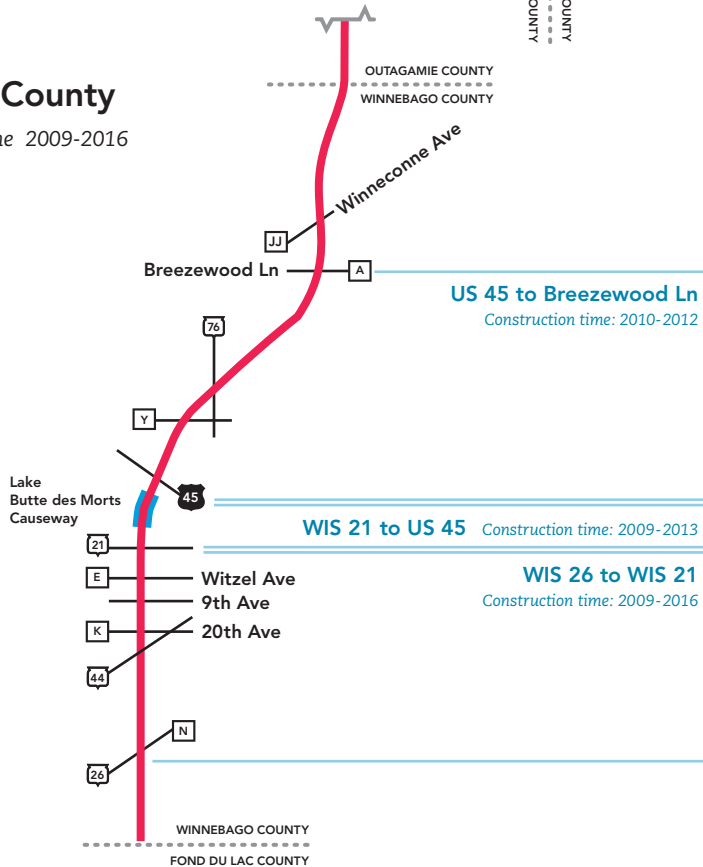 OUNTY
OUNTY
OUTAGAMIE COUNTY
WINNEBAGO COUNTY
County
ne 2009-2016
Winneconne Ave
JJ
Breezewood Ln
A
US 45 to Breezewood Ln
Construction time: 2010-2012
76
Y
Lake
Butte des Morts
Causeway
45
WIS 21 to US 45 Construction time: 2009-2013
21
WIS 26 to WIS 21
Construction time: 2009-2016
E
Witzel Ave
9th Ave
K
20th Ave
44
N
26
WINNEBAGO COUNTY
FOND DU LAC COUNTY